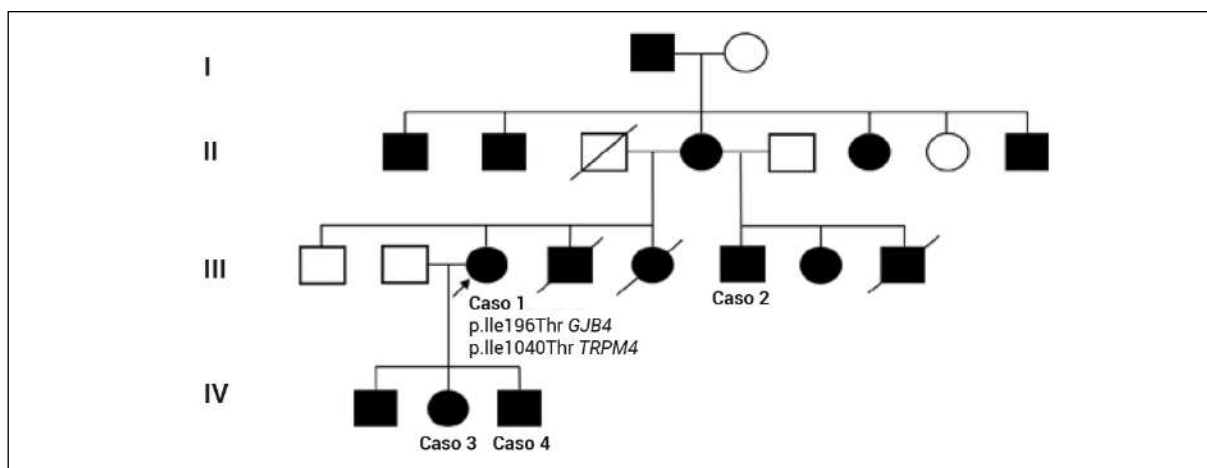 I
II
III
Caso 1
p.Ile196Thr GJB4
p.Ile1040Thr TRPM4
Caso 2
IV
Caso 3
Caso 4